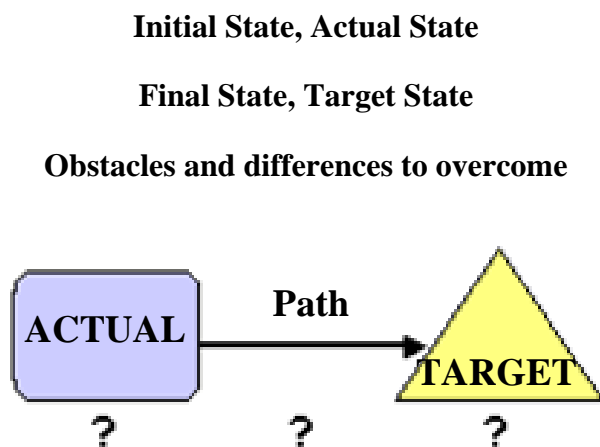 Initial State, Actual State
Final State, Target State
Obstacles and differences to overcome
Path
ACTUAL
TARGET
? ? ?